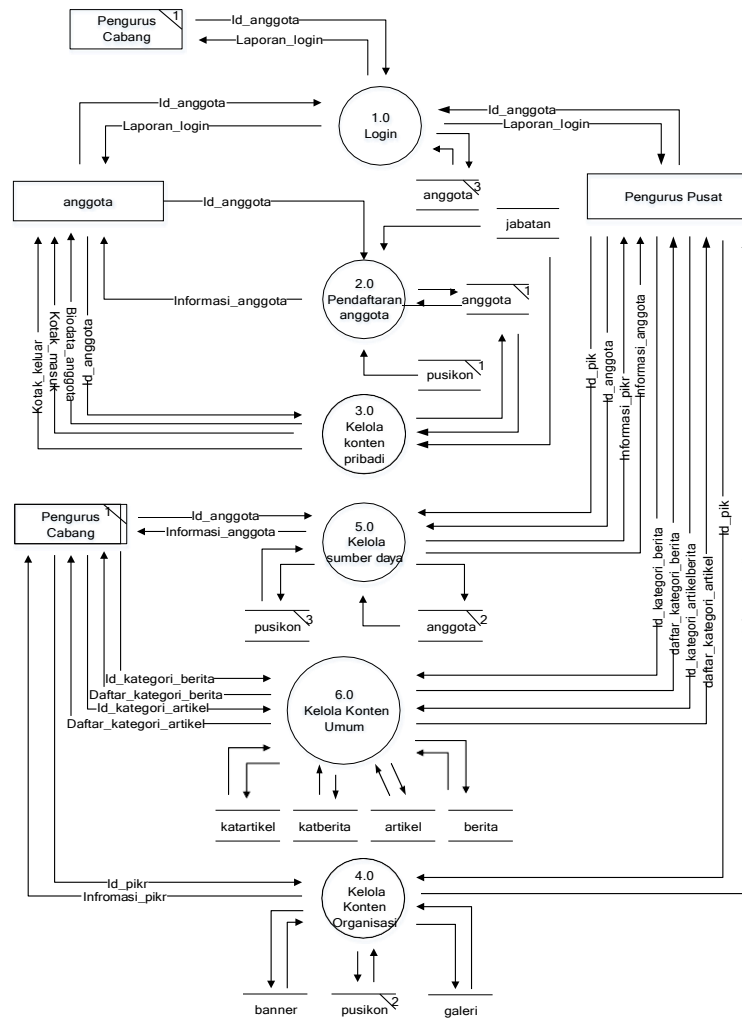 Pengurus
Cabang
1
Id_anggota
Laporan_login
1.0
Login
Id_anggota
Laporan_login
Id_anggota
Laporan_login
anggota
3
anggota
Pengurus Pusat
jabatan
Id_anggota
2.0
Pendaftaran
anggota
Informasi_anggota
anggota
1
pusikon
1
Kotak_keluar
Kotak_masuk
Biodata_anggota
Id_anggota
3.0
Kelola
konten
pribadi
Id_pik
Id_anggota
Informasi_pikr
Informasi_anggota
Id_kategori_berita
daftar_kategori_berita
Id_kategori_artikelberita
daftar_kategori_artikel
Id_pik
Pengurus
Cabang
1
Id_anggota
Informasi_anggota
5.0
Kelola
sumber daya
pusikon
3
anggota
2
Id_kategori_berita
Daftar_kategori_berita
Id_kategori_artikel
Daftar_kategori_artikel
6.0
Kelola Konten
Umum
katartikel
katberita
artikel
berita
Id_pikr
Infromasi_pikr
4.0
Kelola
Konten
Organisasi
banner
pusikon
2
galeri